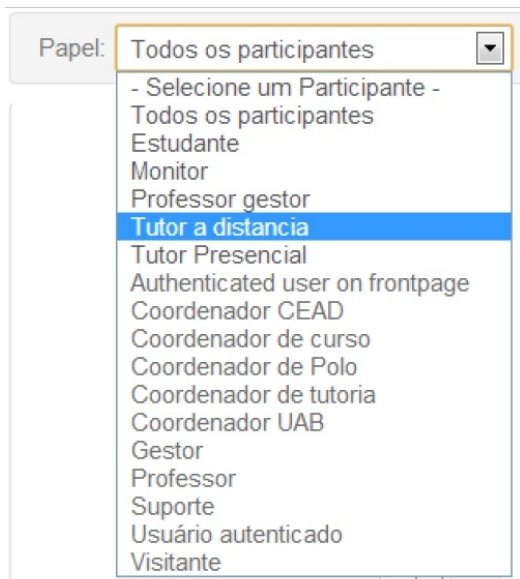 Papel: Todos os participantes
- Selecione um Participante -
Todos os participantes
Estudante
Monitor
Professor gestor
Tutor a distancia
Tutor Presencial
Authenticated user on frontpage
Coordenador CEAD
Coordenador de curso
Coordenador de Polo
Coordenador de tutoria
Coordenador UAB
Gestor
Professor
Suporte
Usuário autenticado
Visitante